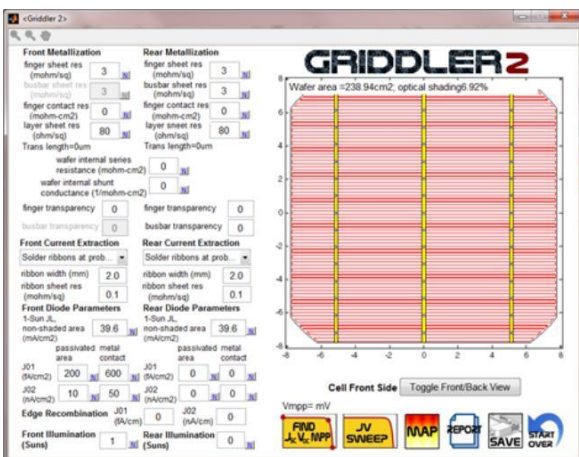 <Griddler 2>
Front Metallization Rear Metallization
finger sheet res (mohm/sq) 3 N finger sheet res (mohm/sq) 3 N
busbar sheet res (mohm/sq) 3 N busbar sheet res (mohm/sq) 3 N
finger contact res (mohm-cm2) 0 N finger contact res (mohm-cm2) 0 N
layer sheet res (ohm/sq) 80 N layer sheet res (ohm/sq) 80 N
Trans length=0um Trans length=0um
wafer internal series
resistance (mohm-cm2) 0 N
wafer internal shunt
conductance (1/mohm-cm2) 0 N
finger transparency 0 finger transparency 0
busbar transparency 0 busbar transparency 0
Front Current Extraction Rear Current Extraction
Solder ribbons at prob... Solder ribbons at prob...
ribbon width (mm) 2.0 ribbon width (mm) 2.0
ribbon sheet res (mohm/sq) 0.1 ribbon sheet res (mohm/sq) 0.1
Front Diode Parameters Rear Diode Parameters
1-Sun JL, 1-Sun JL,
non-shaded area (mA/cm2) 39.6 N non-shaded area (mA/cm2) 39.6 N
passivated area metal contact passivated area metal contact
J01 (fA/cm2) 200 N 600 N J01 (fA/cm2) 0 N 0 N
J02 (nA/cm2) 10 N 50 N J02 (nA/cm2) 0 N 0 N
Edge Recombination J01 (fA/cm) 0 J02 (nA/cm) 0
Front Illumination (Suns) 1 N Rear Illumination (Suns) 0 N
GRIDDLER 2
Wafer area =238.94cm2, optical shading6.92%
8
6
4
2
0
-2
-4
-6
-8
-8 -6 -4 -2 0 2 4 6 8
Cell Front Side Toggle Front/Back View
Vmpp= mV
FIND Jsc Voc MPP
JV SWEEP
MAP
REPORT
SAVE
START OVER